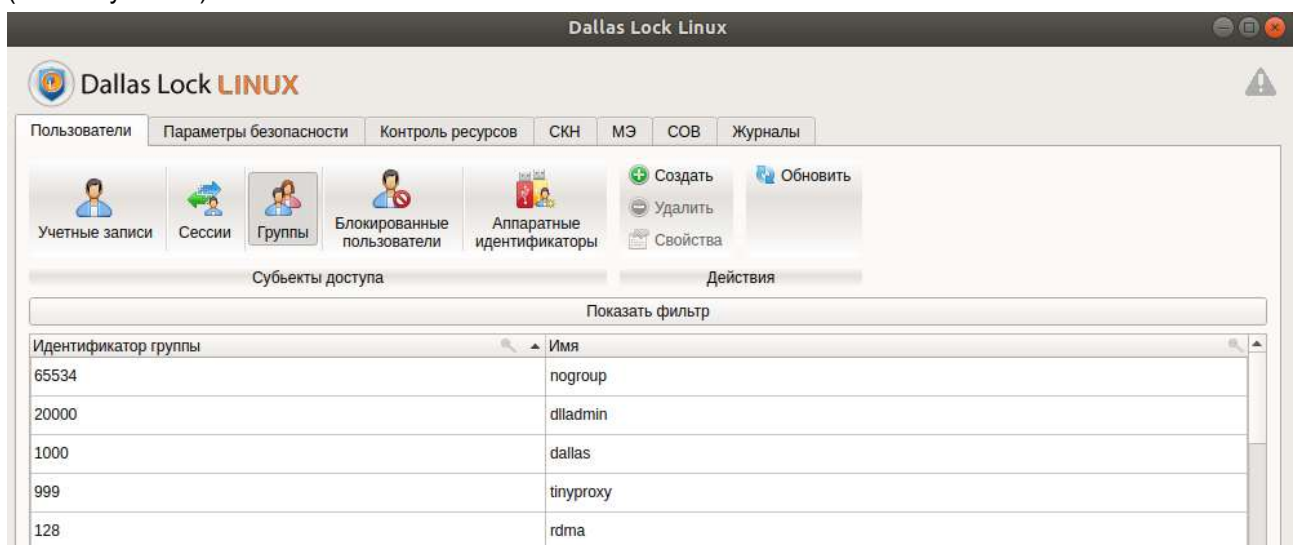 Dallas Lock Linux
Dallas Lock LINUX
Пользователи Параметры безопасности Контроль ресурсов СКН МЭ СОВ Журналы
Учетные записи Сессии Группы Блокированные пользователи Аппаратные идентификаторы
Создать
Удалить
Свойства
Обновить
Субъекты доступа Действия
Показать фильтр
Идентификатор группы Имя
65534 nogroup
20000 dlladmin
1000 dallas
999 tinyproxy
128 rdma